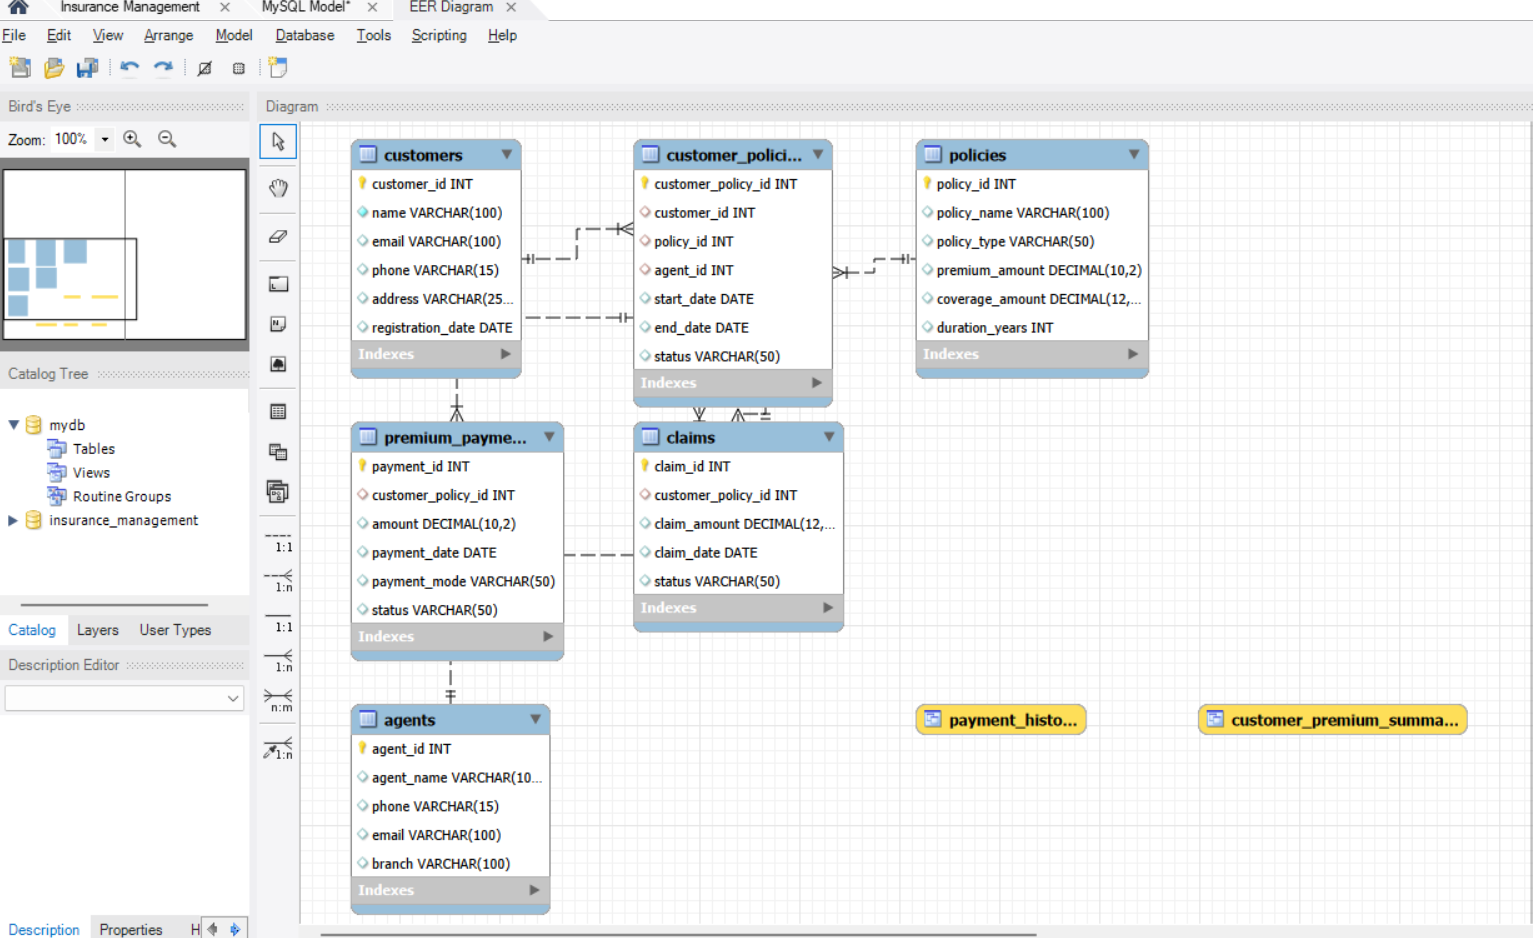 Insurance Management
MySQL Model*
EER Diagram
File Edit View Arrange Model Database Tools Scripting Help
Bird's Eye
Zoom: 100%
Catalog Tree
mydb
Tables
Views
Routine Groups
insurance_management
Catalog Layers User Types
Description Editor
Description Properties H
Diagram
1:1
1:n
1:1
1:n
n:m
1:n
customers
customer_id INT
name VARCHAR(100)
email VARCHAR(100)
phone VARCHAR(15)
address VARCHAR(25...
registration_date DATE
Indexes
customer_polici...
customer_policy_id INT
customer_id INT
policy_id INT
agent_id INT
start_date DATE
end_date DATE
status VARCHAR(50)
Indexes
policies
policy_id INT
policy_name VARCHAR(100)
policy_type VARCHAR(50)
premium_amount DECIMAL(10,2)
coverage_amount DECIMAL(12,...
duration_years INT
Indexes
premium_payme...
payment_id INT
customer_policy_id INT
amount DECIMAL(10,2)
payment_date DATE
payment_mode VARCHAR(50)
status VARCHAR(50)
Indexes
claims
claim_id INT
customer_policy_id INT
claim_amount DECIMAL(12,...
claim_date DATE
status VARCHAR(50)
Indexes
agents
agent_id INT
agent_name VARCHAR(10...
phone VARCHAR(15)
email VARCHAR(100)
branch VARCHAR(100)
Indexes
payment_histo...
customer_premium_summa...